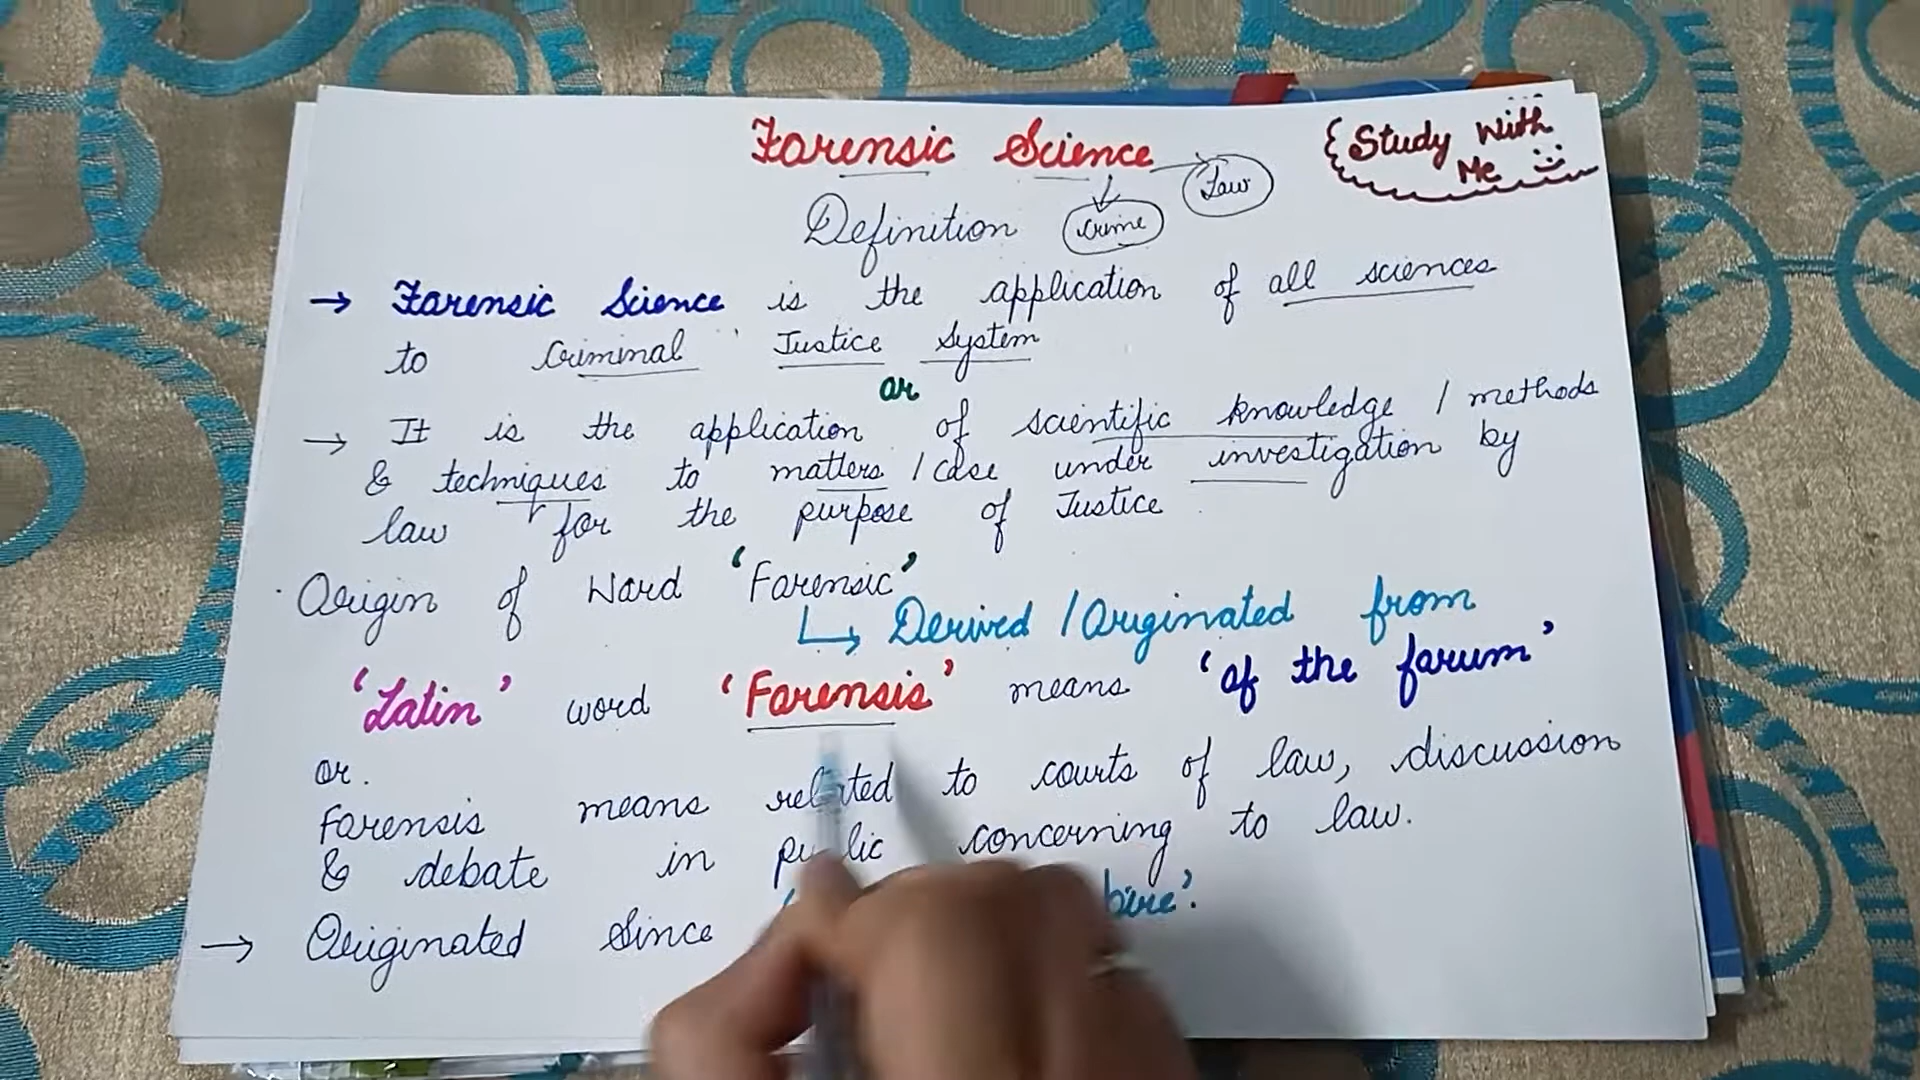 Forensic Science
Study With
Me
Law
Definition
Crime
→ Forensic Science is the application of all sciences
to Criminal Justice System
or
→ It is the application of scientific knowledge / methods
& techniques to matters / case under investigation by
law for the purpose of Justice
Origin of Word 'Forensic'
Derived / Originated from
'Latin' word 'Forensis' means 'of the forum'
or.
Forensis means related to courts of law, discussion
& debate in public concerning to law.
→ Originated Since